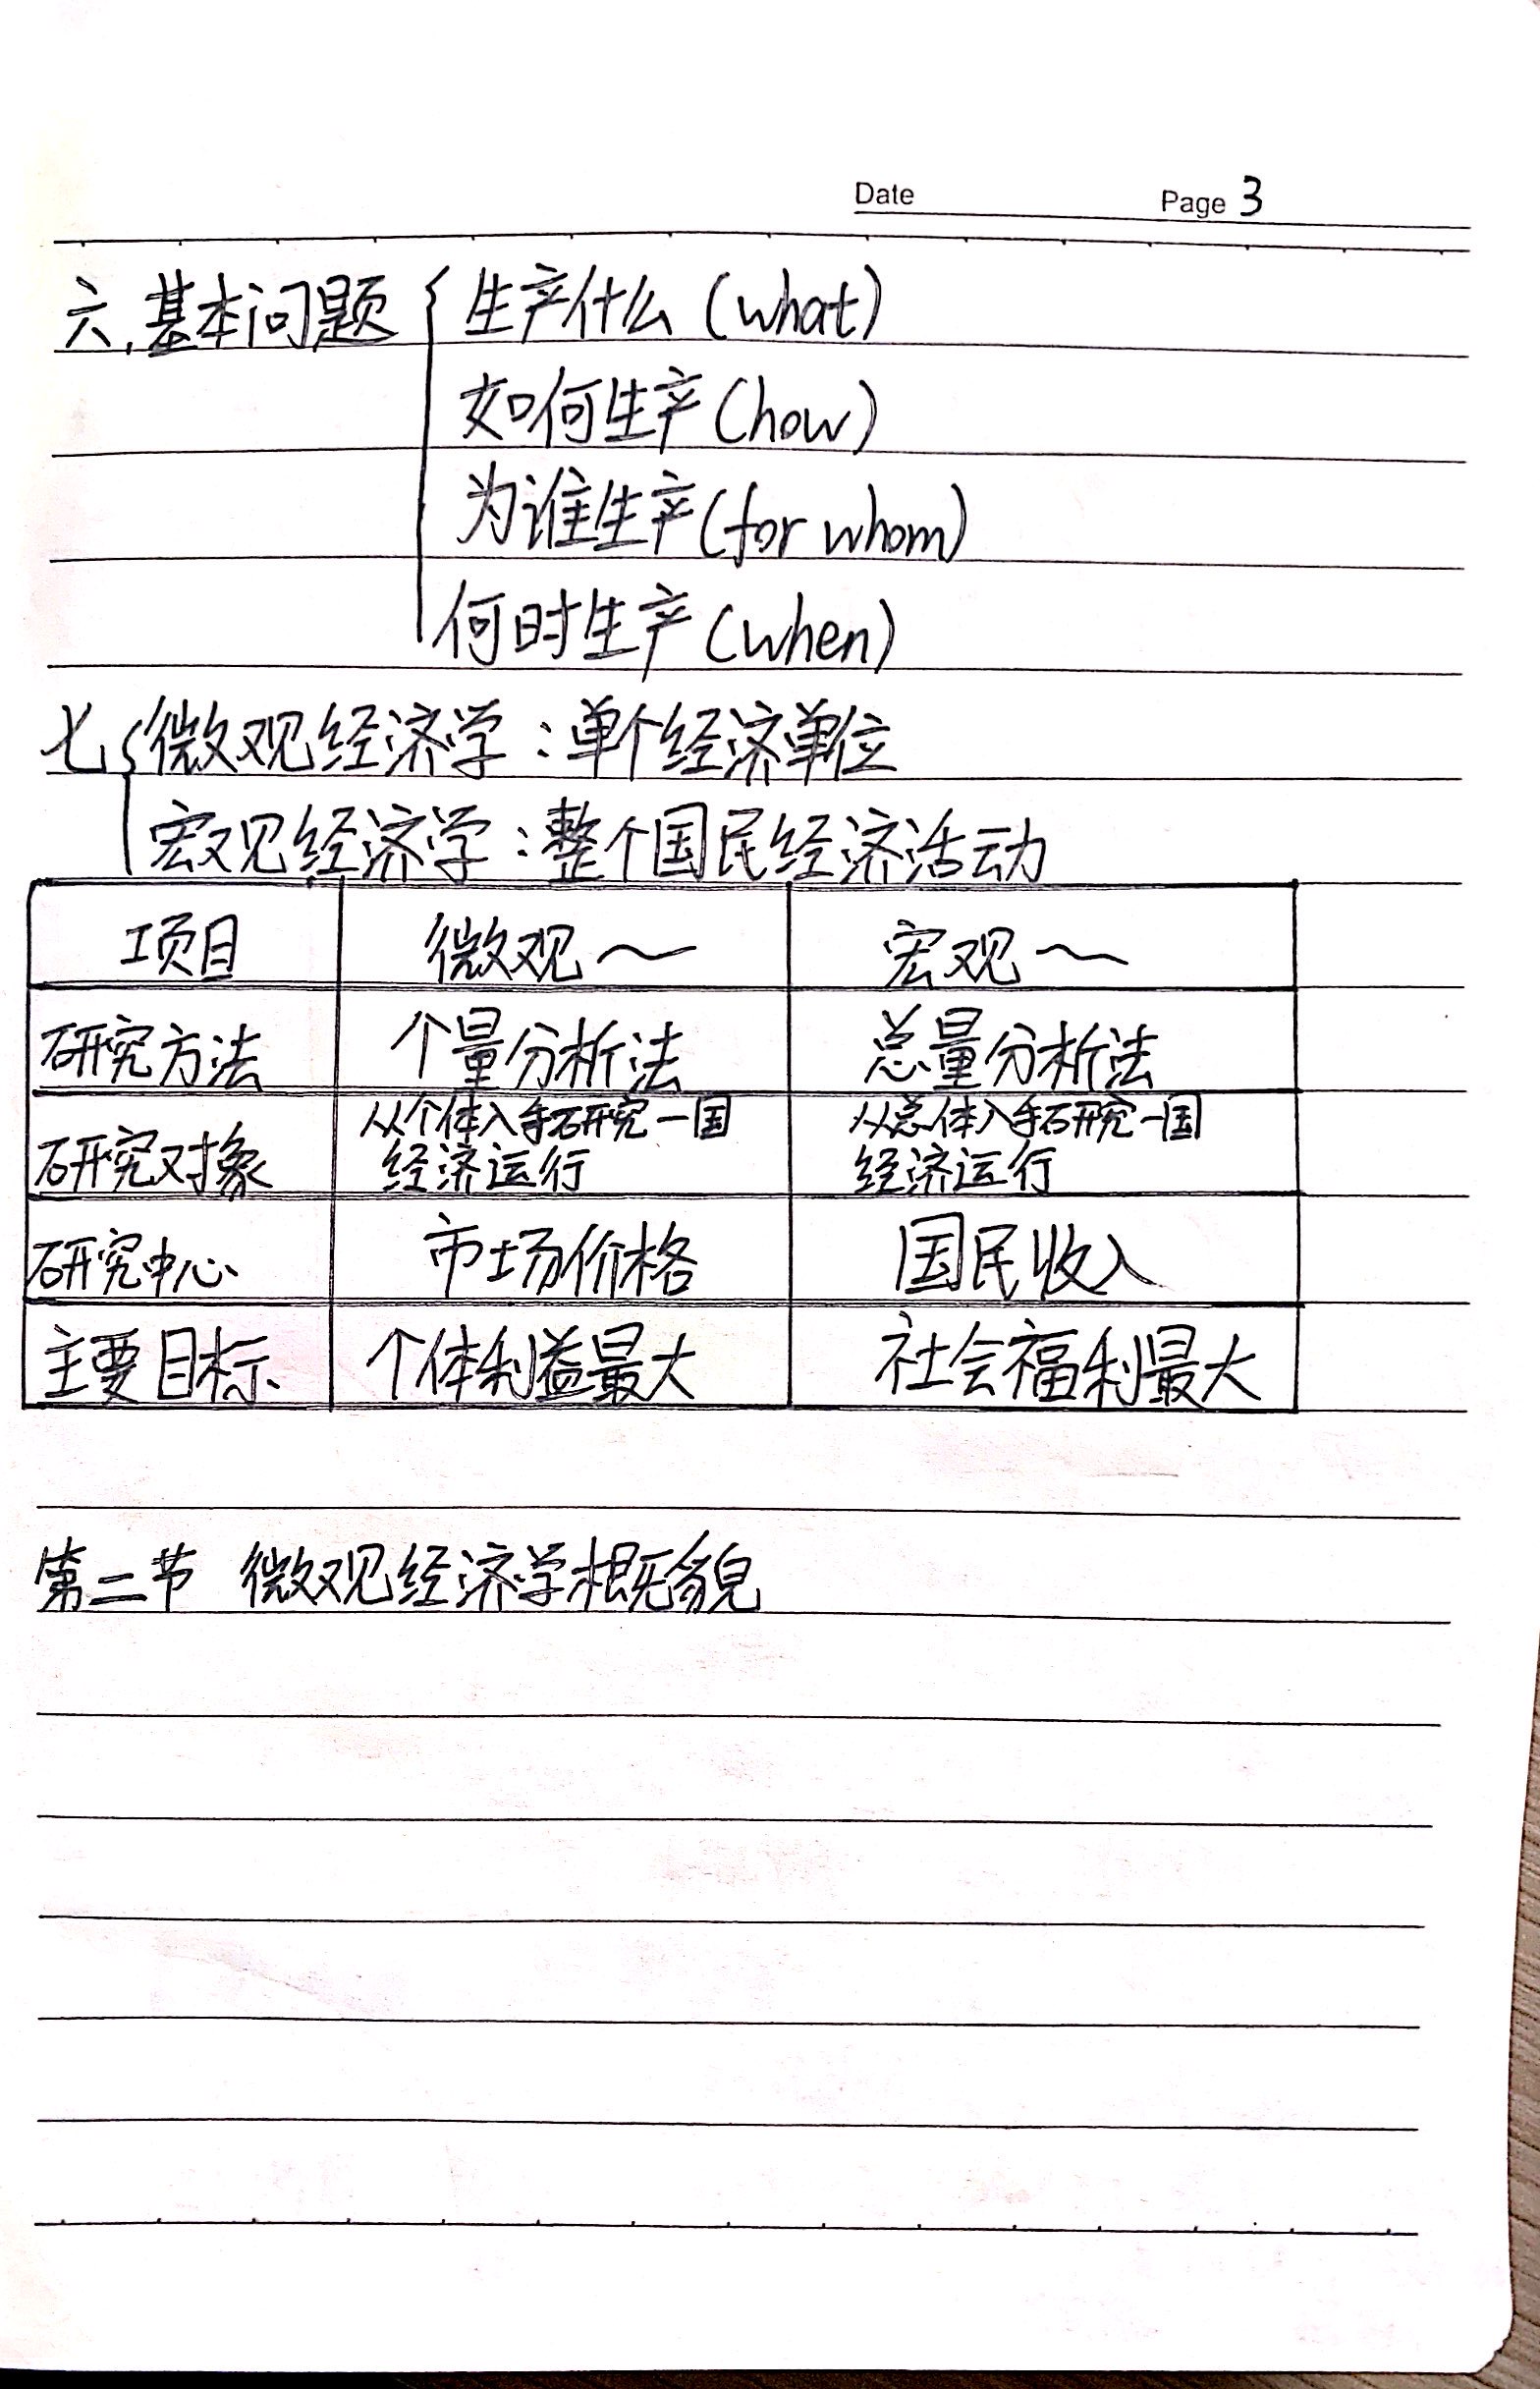 Date Page 3
六.基本问题 { 生产什么 (what)
如何生产 (how)
为谁生产 (for whom)
何时生产 (when)
七 { 微观经济学：单个经济单位
宏观经济学：整个国民经济活动
项目 微观～ 宏观～
研究方法 个量分析法 总量分析法
研究对象 从个体入手研究一国经济运行 从总体入手研究一国经济运行
研究中心 市场价格 国民收入
主要目标 个体利益最大 社会福利最大
第二节 微观经济学概貌